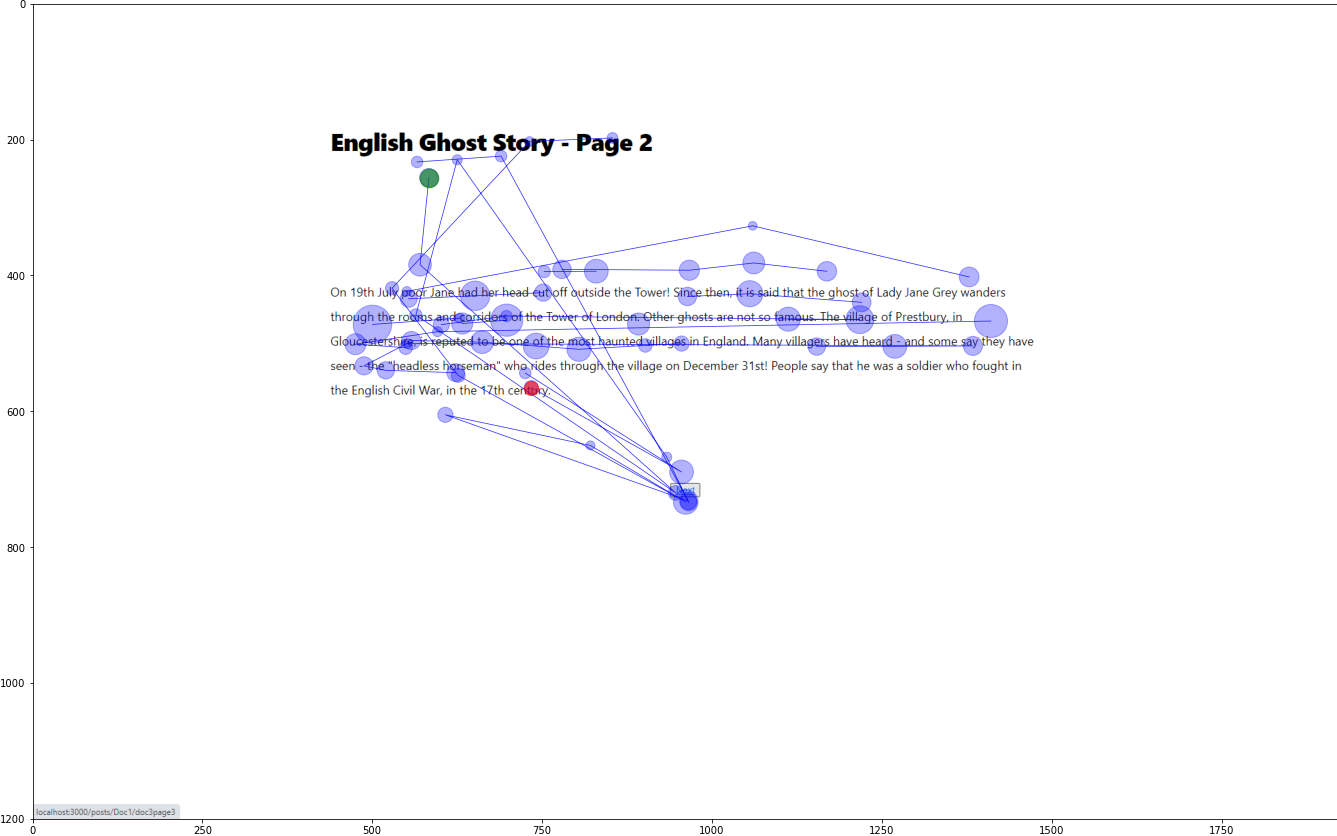 0
200
English Ghost Story - Page 2
400
On 19th July poor Jane had her head cut off outside the Tower! Since then, it is said that the ghost of Lady Jane Grey wanders
through the rooms and corridors of the Tower of London. Other ghosts are not so famous. The village of Prestbury, in
Gloucestershire, is reputed to be one of the most haunted villages in England. Many villagers have heard - and some say they have
seen - the "headless horseman" who rides through the village on December 31st! People say that he was a soldier who fought in
the English Civil War, in the 17th century.
600
800
1000
localhost:3000/posts/Doc1/doc3page3
1200
0 250 500 750 1000 1250 1500 1750